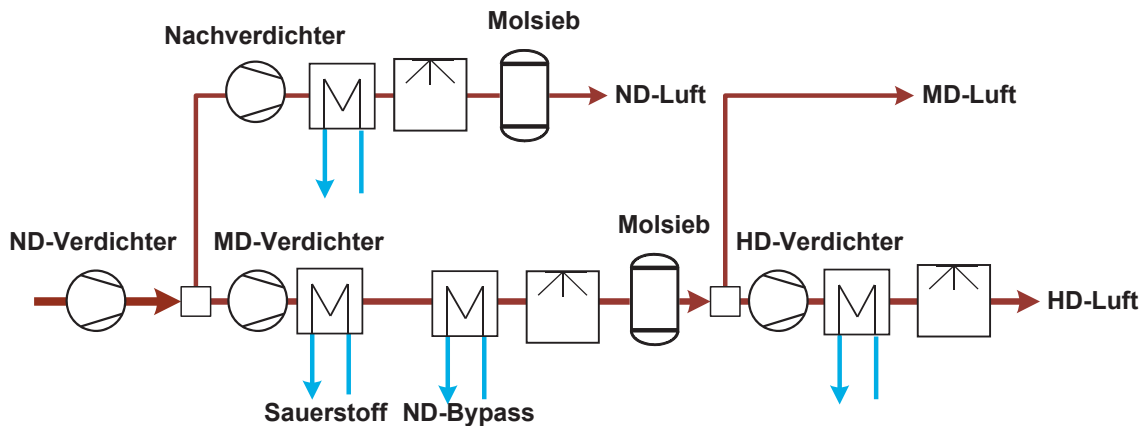 Molsieb
Nachverdichter
ND-Luft
MD-Luft
ND-Verdichter
MD-Verdichter
Molsieb
HD-Verdichter
HD-Luft
Sauerstoff
ND-Bypass